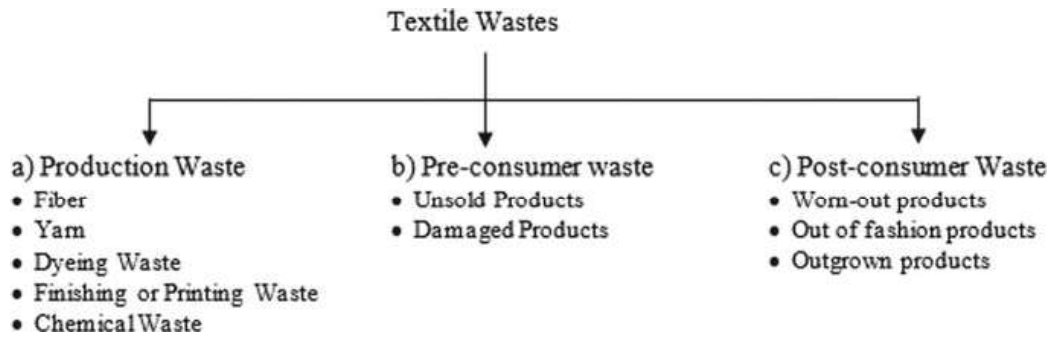 Textile Wastes
a) Production Waste
• Fiber
• Yarn
• Dyeing Waste
• Finishing or Printing Waste
• Chemical Waste
b) Pre-consumer waste
• Unsold Products
• Damaged Products
c) Post-consumer Waste
• Worn-out products
• Out of fashion products
• Outgrown products